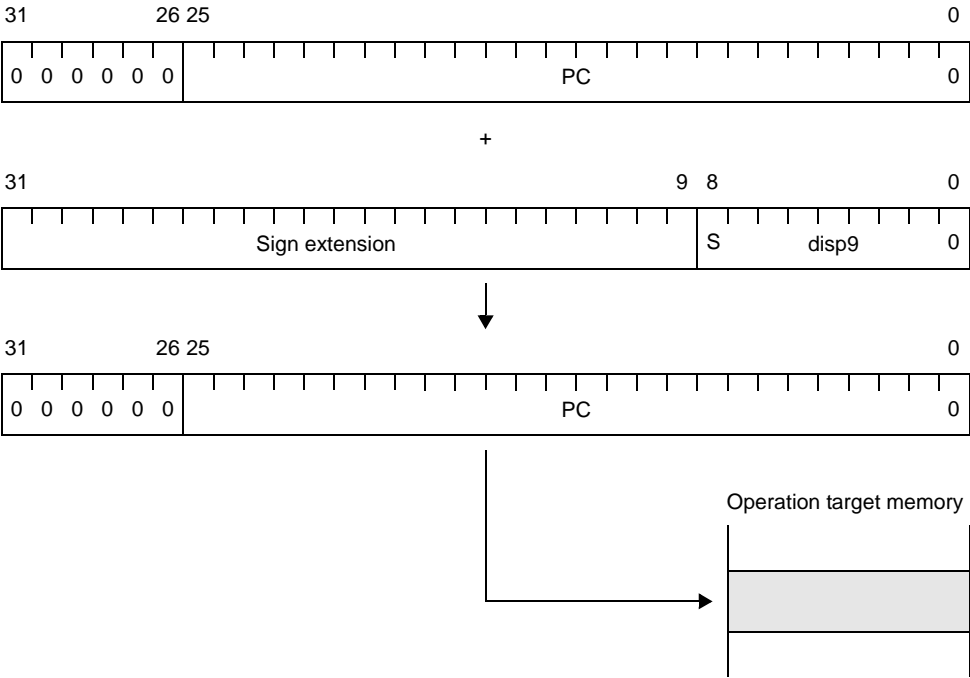 31 26 25 0
0 0 0 0 0 0 PC 0
+
31 9 8 0
Sign extension S disp9 0
31 26 25 0
0 0 0 0 0 0 PC 0
Operation target memory